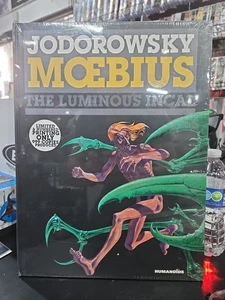 JODOROWSKY
MŒBIUS
THE LUMINOUS INCAL
LIMITED
PRINTING
ONLY
HUMANOIDS